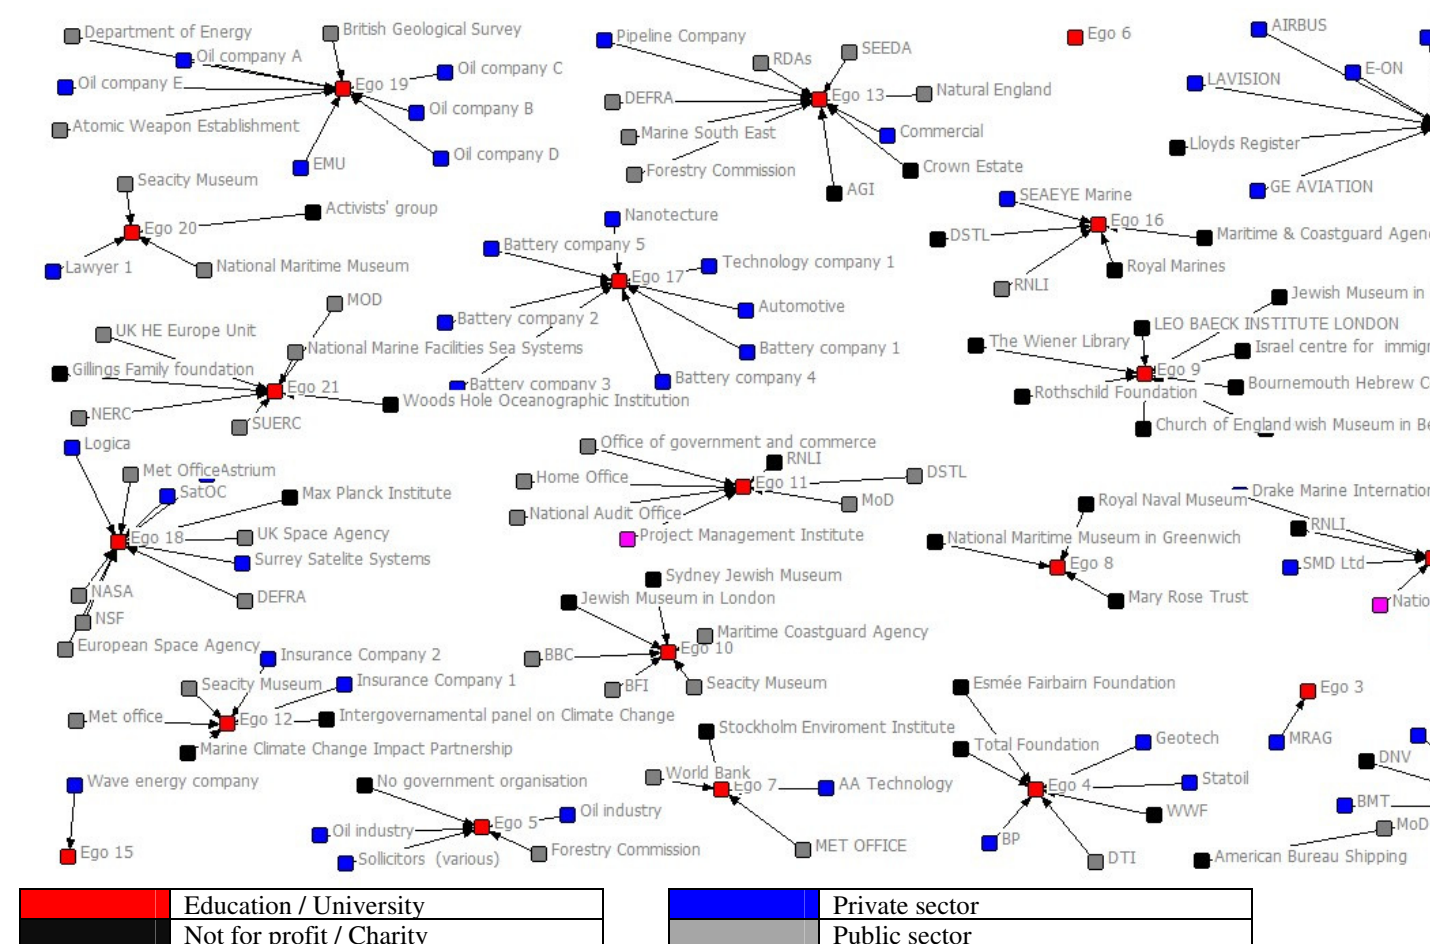 Department of Energy
British Geological Survey
Oil company A
Oil company C
Oil company E
Ego 19
Oil company B
Atomic Weapon Establishment
Oil company D
EMU
Pipeline Company
SEEDA
RDAs
DEFRA
Ego 13
Natural England
Marine South East
Commercial
Forestry Commission
Crown Estate
AGI
Ego 6
AIRBUS
E-ON
LAVISION
Lloyds Register
GE AVIATION
Seacity Museum
Activists' group
Ego 20
Lawyer 1
National Maritime Museum
Nanotecture
Battery company 5
Technology company 1
Ego 17
Automotive
Battery company 2
Battery company 1
Battery company 3
Battery company 4
SEAEYE Marine
Ego 16
DSTL
Maritime & Coastguard Agen
Royal Marines
RNLI
MOD
UK HE Europe Unit
National Marine Facilities Sea Systems
Gillings Family foundation
Ego 21
Woods Hole Oceanographic Institution
NERC
SUERC
Jewish Museum in
LEO BAECK INSTITUTE LONDON
The Wiener Library
Israel centre for immigr
Ego 9
Bournemouth Hebrew C
Rothschild Foundation
Church of England
wish Museum in Be
Logica
Met Office
Astrium
SatOC
Max Planck Institute
Ego 18
UK Space Agency
Surrey Satelite Systems
NASA
DEFRA
NSF
European Space Agency
Office of government and commerce
RNLI
Home Office
Ego 11
DSTL
National Audit Office
MoD
Project Management Institute
Royal Naval Museum
Drake Marine Internation
National Maritime Museum in Greenwich
RNLI
Ego 8
SMD Ltd
Mary Rose Trust
Natio
Sydney Jewish Museum
Jewish Museum in London
Maritime Coastguard Agency
BBC
Ego 10
BFI
Seacity Museum
Insurance Company 2
Seacity Museum
Insurance Company 1
Met office
Ego 12
Intergovernamental panel on Climate Change
Marine Climate Change Impact Partnership
Stockholm Enviroment Institute
World Bank
Ego 7
AA Technology
MET OFFICE
Esmée Fairbairn Foundation
Total Foundation
Geotech
Ego 4
Statoil
WWF
BP
DTI
Ego 3
MRAG
DNV
BMT
MoD
American Bureau Shipping
Wave energy company
Ego 15
No government organisation
Oil industry
Oil industry
Ego 5
Sollicitors (various)
Forestry Commission
Education / University
Private sector
Not for profit / Charity
Public sector